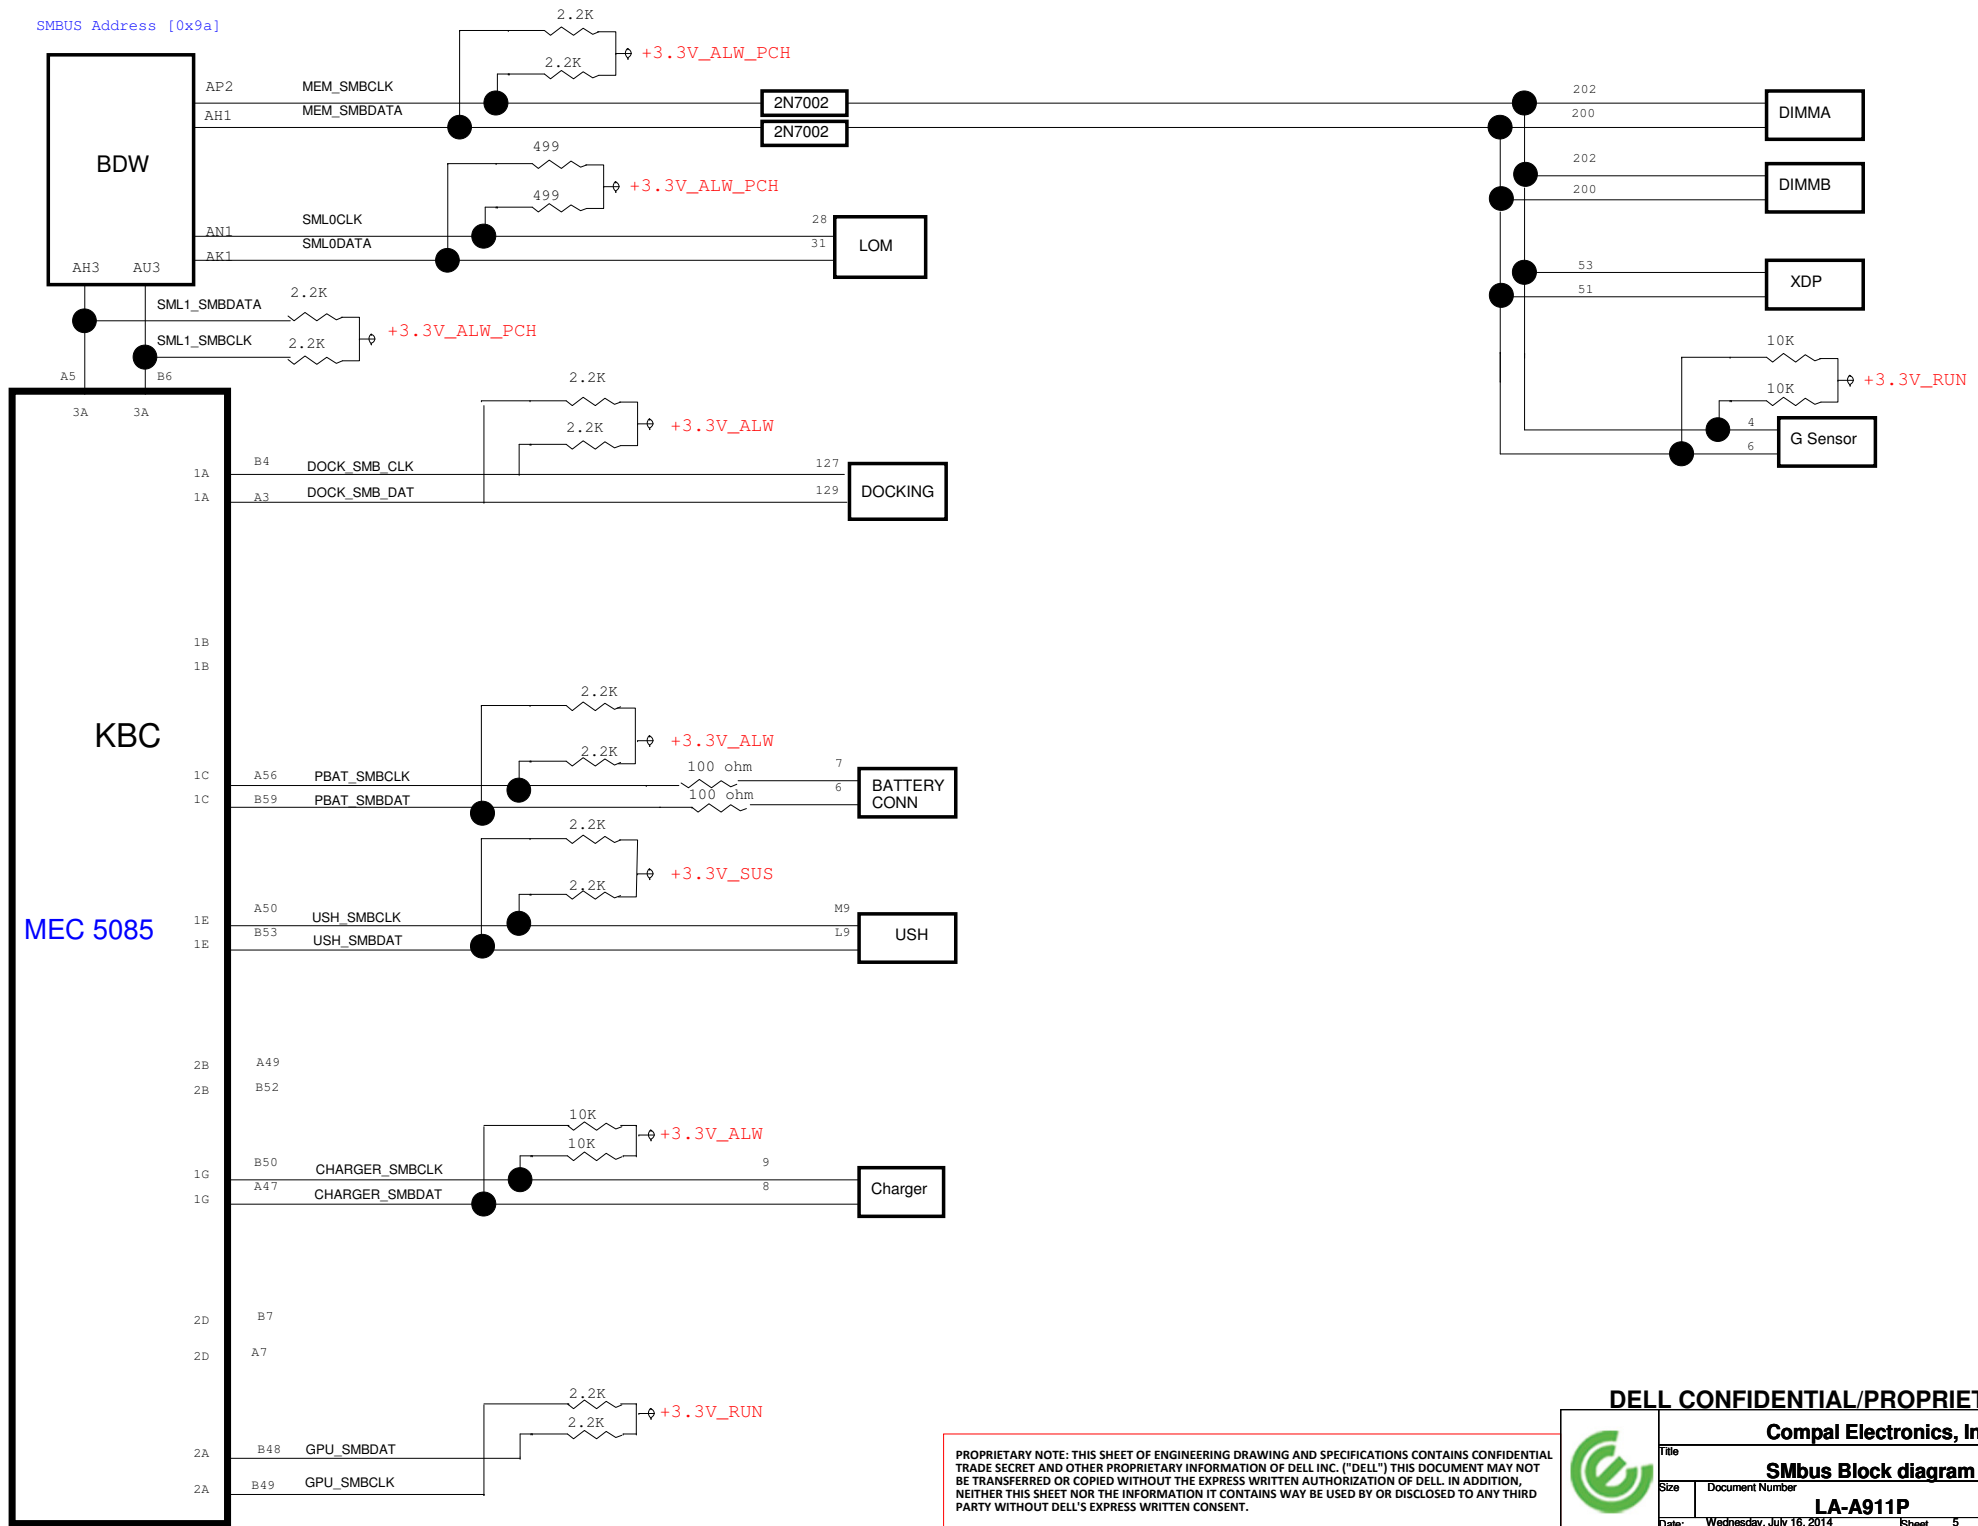 SMBUS Address [0x9a]
2.2K
2.2K
+3.3V_ALW_PCH
BDW
AP2
MEM_SMBCLK
AH1
MEM_SMBDATA
2N7002
2N7002
202
200
DIMMA
499
499
+3.3V_ALW_PCH
202
200
DIMMB
AN1
SML0CLK
28
AK1
SML0DATA
31
LOM
AH3
AU3
53
51
XDP
SML1_SMBDATA
2.2K
SML1_SMBCLK
2.2K
+3.3V_ALW_PCH
A5
B6
3A
3A
10K
10K
+3.3V_RUN
4
6
G Sensor
2.2K
2.2K
+3.3V_ALW
1A
B4
DOCK_SMB_CLK
127
1A
A3
DOCK_SMB_DAT
129
DOCKING
1B
1B
KBC
2.2K
2.2K
+3.3V_ALW
1C
A56
PBAT_SMBCLK
100 ohm
7
1C
B59
PBAT_SMBDAT
100 ohm
6
BATTERY
CONN
2.2K
2.2K
+3.3V_SUS
MEC 5085
1E
A50
USH_SMBCLK
M9
1E
B53
USH_SMBDAT
L9
USH
2B
A49
2B
B52
10K
10K
+3.3V_ALW
1G
B50
CHARGER_SMBCLK
9
1G
A47
CHARGER_SMBDAT
8
Charger
2D
B7
2D
A7
2.2K
2.2K
+3.3V_RUN
2A
B48
GPU_SMBDAT
2A
B49
GPU_SMBCLK
PROPRIETARY NOTE: THIS SHEET OF ENGINEERING DRAWING AND SPECIFICATIONS CONTAINS CONFIDENTIAL
TRADE SECRET AND OTHER PROPRIETARY INFORMATION OF DELL INC. ("DELL") THIS DOCUMENT MAY NOT
BE TRANSFERRED OR COPIED WITHOUT THE EXPRESS WRITTEN AUTHORIZATION OF DELL. IN ADDITION,
NEITHER THIS SHEET NOR THE INFORMATION IT CONTAINS WAY BE USED BY OR DISCLOSED TO ANY THIRD
PARTY WITHOUT DELL'S EXPRESS WRITTEN CONSENT.
DELL CONFIDENTIAL/PROPRIET
Compal Electronics, In
Title
SMbus Block diagram
Size
Document Number
LA-A911P
Date:
Wednesday, July 16, 2014
Sheet
5